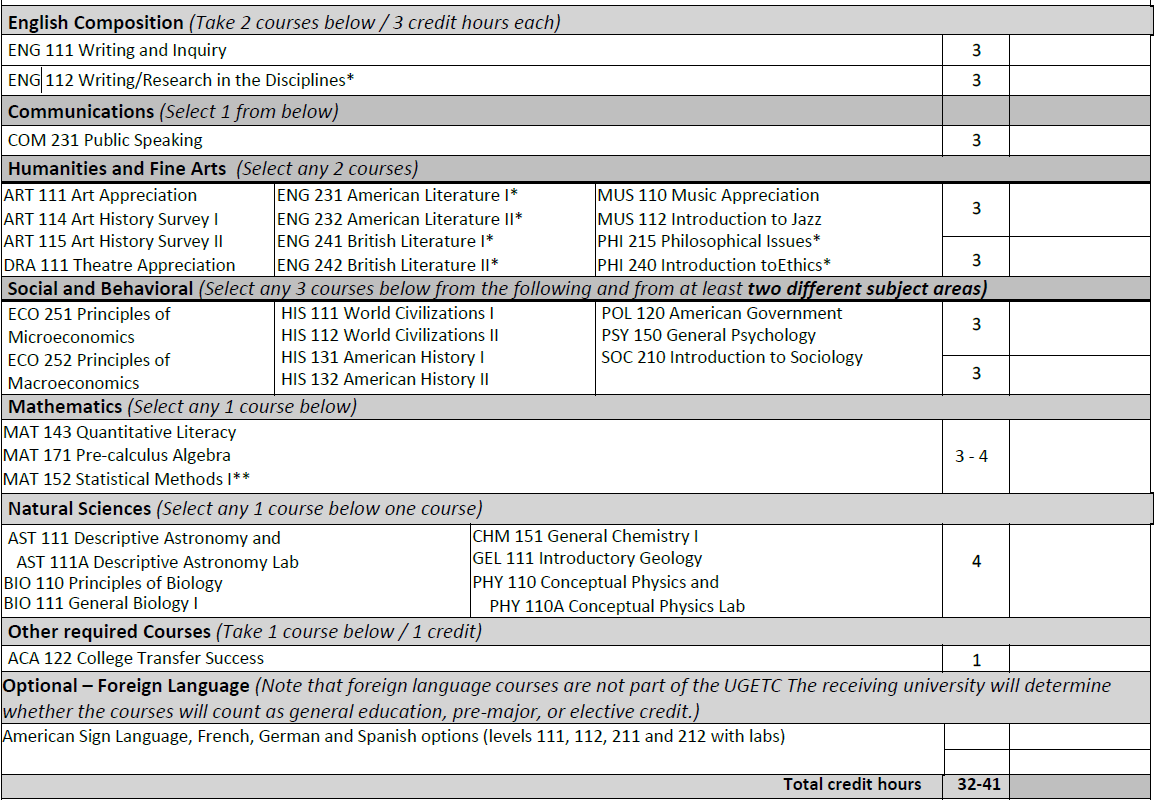 English Composition (Take 2 courses below / 3 credit hours each)
ENG 111 Writing and Inquiry 3
ENG 112 Writing/Research in the Disciplines* 3
Communications (Select 1 from below)
COM 231 Public Speaking 3
Humanities and Fine Arts (Select any 2 courses)
ART 111 Art Appreciation
ART 114 Art History Survey I
ART 115 Art History Survey II
DRA 111 Theatre Appreciation
ENG 231 American Literature I*
ENG 232 American Literature II*
ENG 241 British Literature I*
ENG 242 British Literature II*
MUS 110 Music Appreciation
MUS 112 Introduction to Jazz
PHI 215 Philosophical Issues*
PHI 240 Introduction toEthics*
3
3
Social and Behavioral (Select any 3 courses below from the following and from at least two different subject areas)
ECO 251 Principles of
Microeconomics
ECO 252 Principles of
Macroeconomics
HIS 111 World Civilizations I
HIS 112 World Civilizations II
HIS 131 American History I
HIS 132 American History II
POL 120 American Government
PSY 150 General Psychology
SOC 210 Introduction to Sociology
3
3
Mathematics (Select any 1 course below)
MAT 143 Quantitative Literacy
MAT 171 Pre-calculus Algebra
MAT 152 Statistical Methods I**
3 - 4
Natural Sciences (Select any 1 course below one course)
AST 111 Descriptive Astronomy and
AST 111A Descriptive Astronomy Lab
BIO 110 Principles of Biology
BIO 111 General Biology I
CHM 151 General Chemistry I
GEL 111 Introductory Geology
PHY 110 Conceptual Physics and
PHY 110A Conceptual Physics Lab
4
Other required Courses (Take 1 course below / 1 credit)
ACA 122 College Transfer Success 1
Optional – Foreign Language (Note that foreign language courses are not part of the UGETC The receiving university will determine
whether the courses will count as general education, pre-major, or elective credit.)
American Sign Language, French, German and Spanish options (levels 111, 112, 211 and 212 with labs)
Total credit hours 32-41